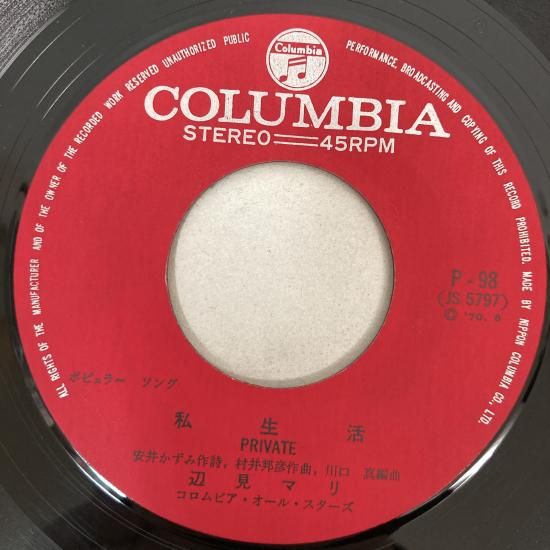 ALL RIGHTS OF THE MANUFACTURER AND OF THE OWNER OF THE RECORDED WORK RESERVED UNAUTHORIZED PUBLIC PERFORMANCE, BROADCASTING AND COPYING OF THIS RECORD PROHIBITED. MADE BY NIPPON COLUMBIA CO., LTD.
Columbia
COLUMBIA
STEREO 45RPM
P-98
(JS 5797)
© '70. 8
ポピュラー ソング
私生活
PRIVATE
安井かずみ作詩, 村井邦彦作曲, 川口 真編曲
辺見マリ
コロムビア・オール・スターズ